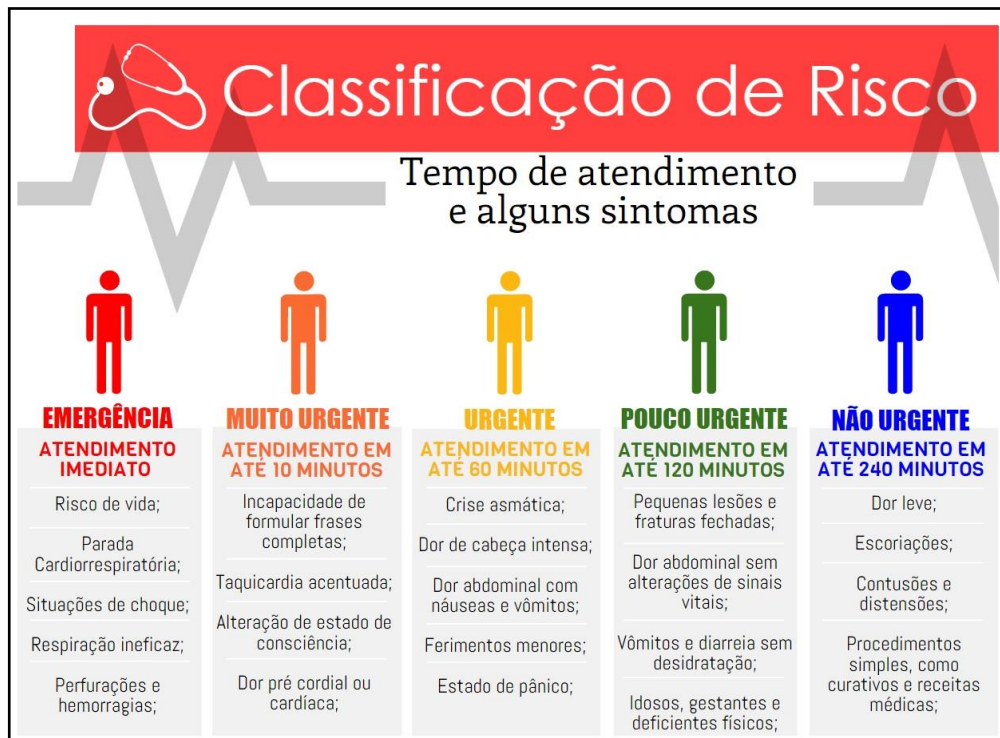 Classificação de Risco
Tempo de atendimento
e alguns sintomas
EMERGÊNCIA
ATENDIMENTO
IMEDIATO
Risco de vida;
Parada
Cardiorrespiratória;
Situações de choque;
Respiração ineficaz;
Perfurações e
hemorragias;
MUITO URGENTE
ATENDIMENTO EM
ATÉ 10 MINUTOS
Incapacidade de
formular frases
completas;
Taquicardia acentuada;
Alteração de estado de
consciência;
Dor pré cordial ou
cardíaca;
URGENTE
ATENDIMENTO EM
ATÉ 60 MINUTOS
Crise asmática;
Dor de cabeça intensa;
Dor abdominal com
náuseas e vômitos;
Ferimentos menores;
Estado de pânico;
POUCO URGENTE
ATENDIMENTO EM
ATÉ 120 MINUTOS
Pequenas lesões e
fraturas fechadas;
Dor abdominal sem
alterações de sinais
vitais;
Vômitos e diarreia sem
desidratação;
Idosos, gestantes e
deficientes físicos;
NÃO URGENTE
ATENDIMENTO EM
ATÉ 240 MINUTOS
Dor leve;
Escoriações;
Contusões e
distensões;
Procedimentos
simples, como
curativos e receitas
médicas;